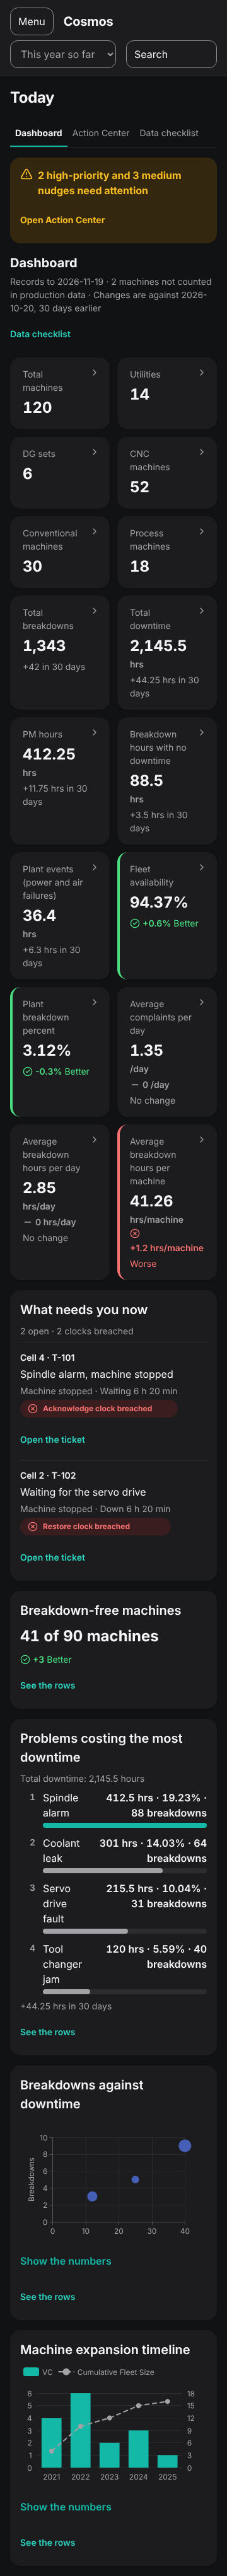 Menu
Cosmos
This year so far
Search
Today
Dashboard
Action Center
Data checklist
2 high-priority and 3 medium
nudges need attention
Open Action Center
Dashboard
Records to 2026-11-19 · 2 machines not counted
in production data · Changes are against 2026-
10-20, 30 days earlier
Data checklist
Total
machines
120
Utilities
14
DG sets
6
CNC
machines
52
Conventional
machines
30
Process
machines
18
Total
breakdowns
1,343
+42 in 30 days
Total
downtime
2,145.5
hrs
+44.25 hrs in 30
days
PM hours
412.25
hrs
+11.75 hrs in 30
days
Breakdown
hours with no
downtime
88.5
hrs
+3.5 hrs in 30
days
Plant events
(power and air
failures)
36.4
hrs
+6.3 hrs in 30
days
Fleet
availability
94.37%
+0.6% Better
Plant
breakdown
percent
3.12%
-0.3% Better
Average
complaints per
day
1.35
/day
— 0 /day
No change
Average
breakdown
hours per day
2.85
hrs/day
— 0 hrs/day
No change
Average
breakdown
hours per
machine
41.26
hrs/machine
+1.2 hrs/machine
Worse
What needs you now
2 open · 2 clocks breached
Cell 4 · T-101
Spindle alarm, machine stopped
Machine stopped · Waiting 6 h 20 min
Acknowledge clock breached
Open the ticket
Cell 2 · T-102
Waiting for the servo drive
Machine stopped · Down 6 h 20 min
Restore clock breached
Open the ticket
Breakdown-free machines
41 of 90 machines
+3 Better
See the rows
Problems costing the most
downtime
Total downtime: 2,145.5 hours
1 Spindle alarm 412.5 hrs · 19.23% · 88 breakdowns
2 Coolant leak 301 hrs · 14.03% · 64 breakdowns
3 Servo drive fault 215.5 hrs · 10.04% · 31 breakdowns
4 Tool changer jam 120 hrs · 5.59% · 40 breakdowns
+44.25 hrs in 30 days
See the rows
Breakdowns against
downtime
Breakdowns
10
8
6
4
2
0
0 10 20 30 40
Show the numbers
See the rows
Machine expansion timeline
VC Cumulative Fleet Size
6 18
5 15
4 12
3 9
2 6
1 3
0 0
2021 2022 2023 2024 2025
Show the numbers
See the rows